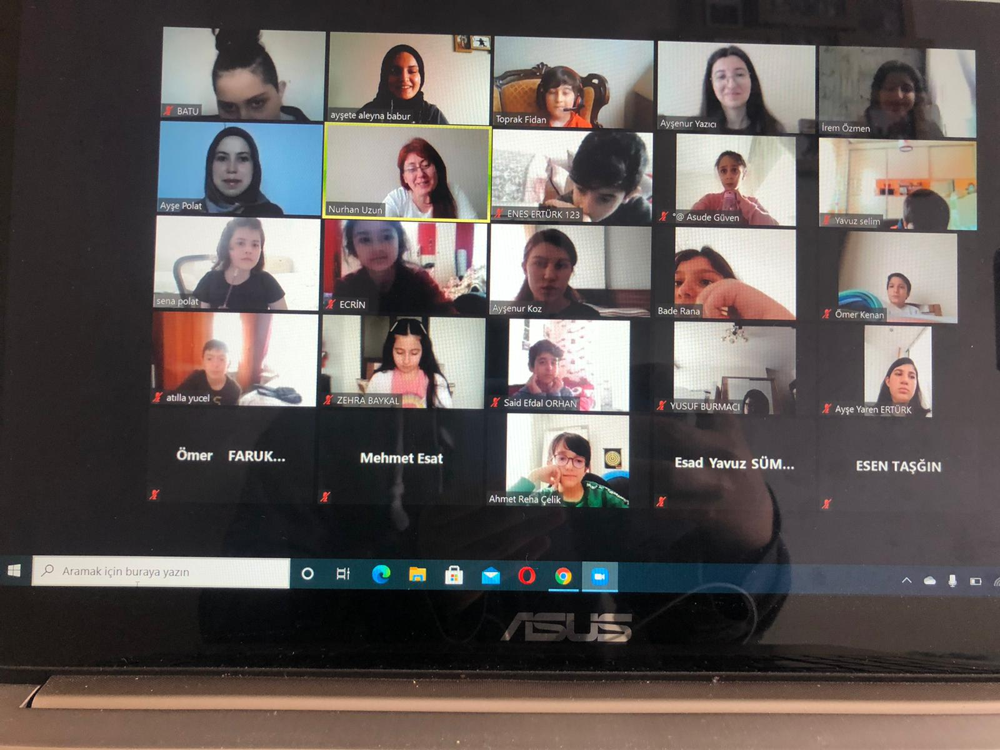 BATU
ayşete aleyna babur
Toprak Fidan
Ayşenur Yazıcı
İrem Özmen
Ayşe Polat
Nurhan Uzun
ENES ERTÜRK 123
°@ Asude Güven
Yavuz selim
sena polat
ECRİN
Ayşenur Koz
Bade Rana
Ömer Kenan
atılla yucel
ZEHRA BAYKAL
Said Efdal ORHAN
YUSUF BURMACI
Ayşe Yaren ERTÜRK
Ömer FARUK...
Mehmet Esat
Ahmet Reha Çelik
Esad Yavuz SÜM...
ESEN TAŞĞIN
Aramak için buraya yazın
ASUS